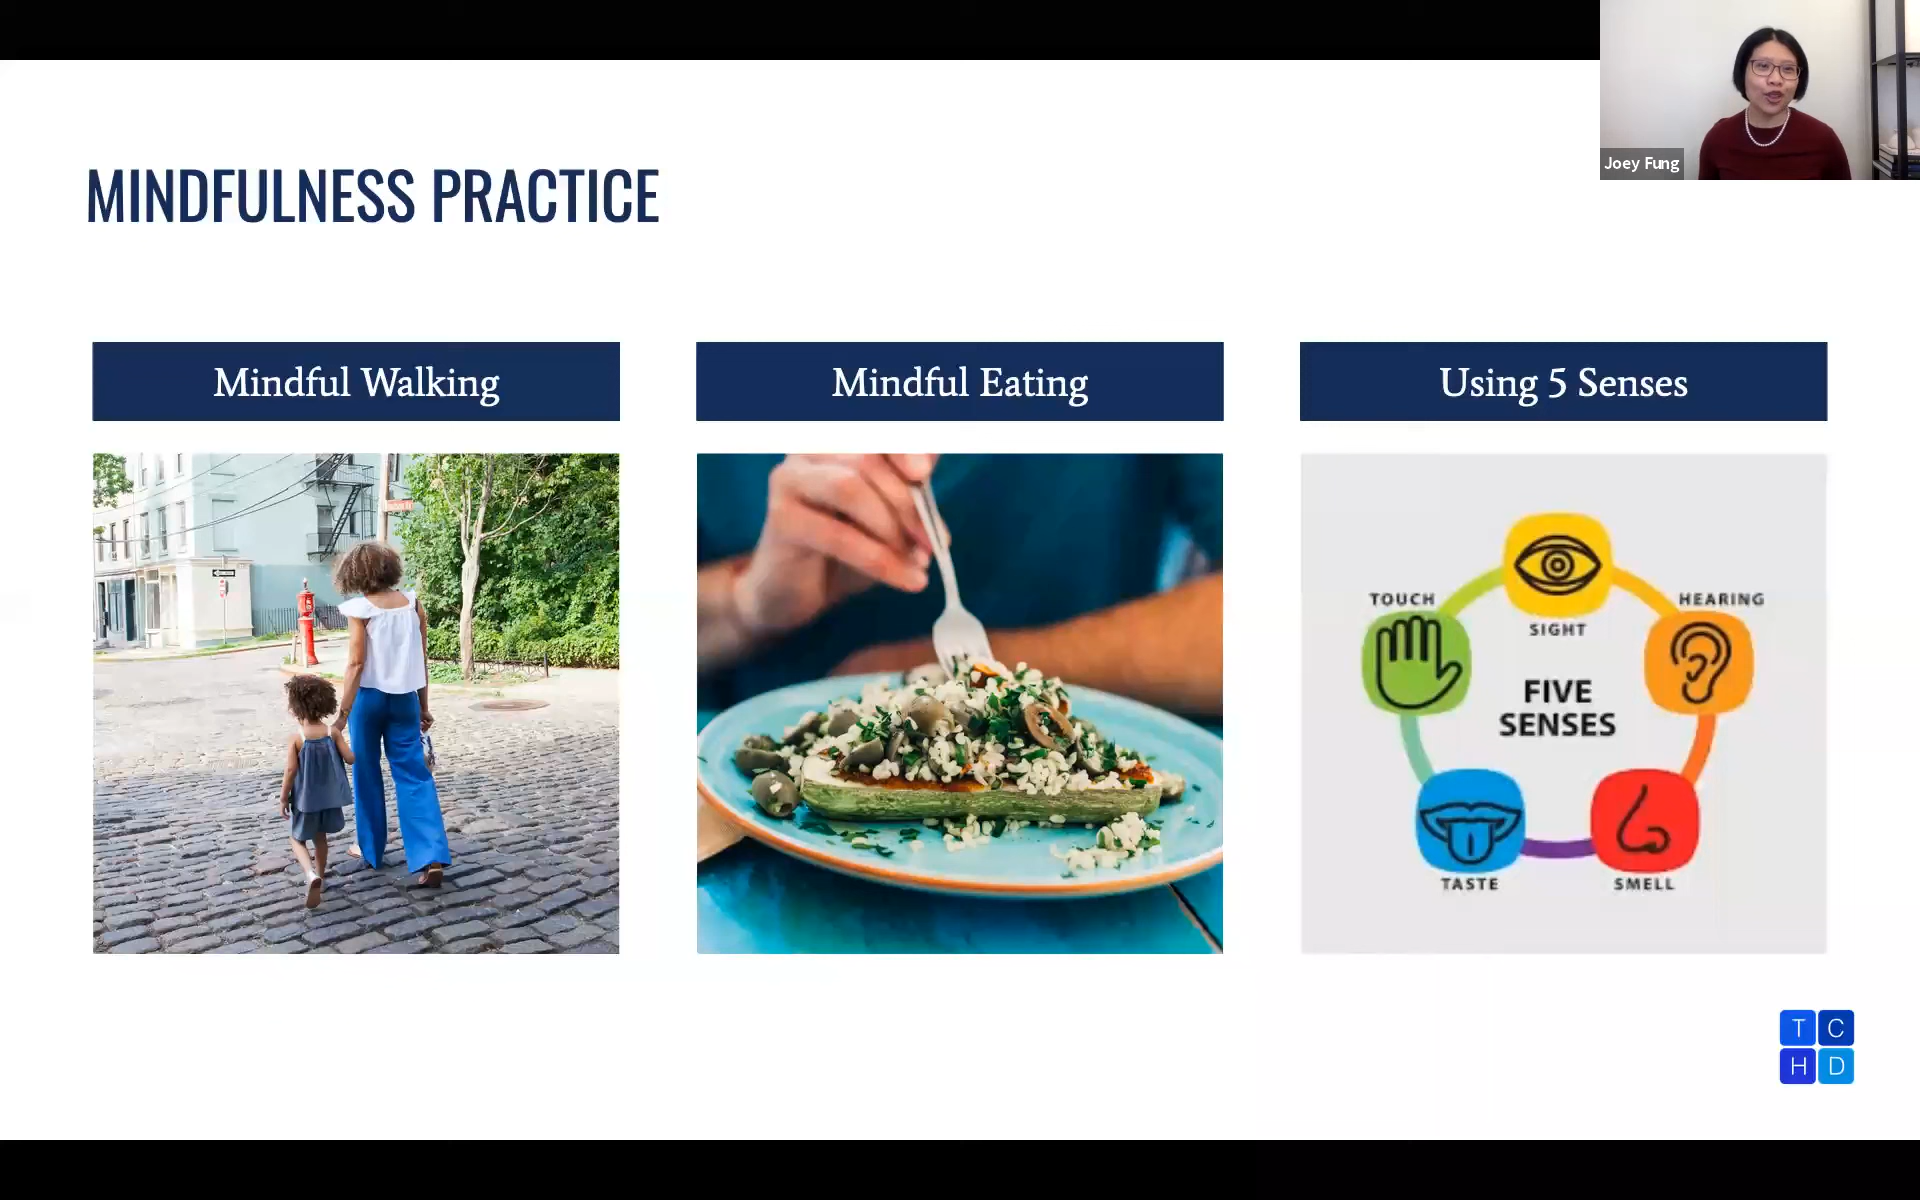 Joey Fung
MINDFULNESS PRACTICE
Mindful Walking
Mindful Eating
Using 5 Senses
TOUCH
HEARING
SIGHT
FIVE
SENSES
TASTE
SMELL
T C
H D